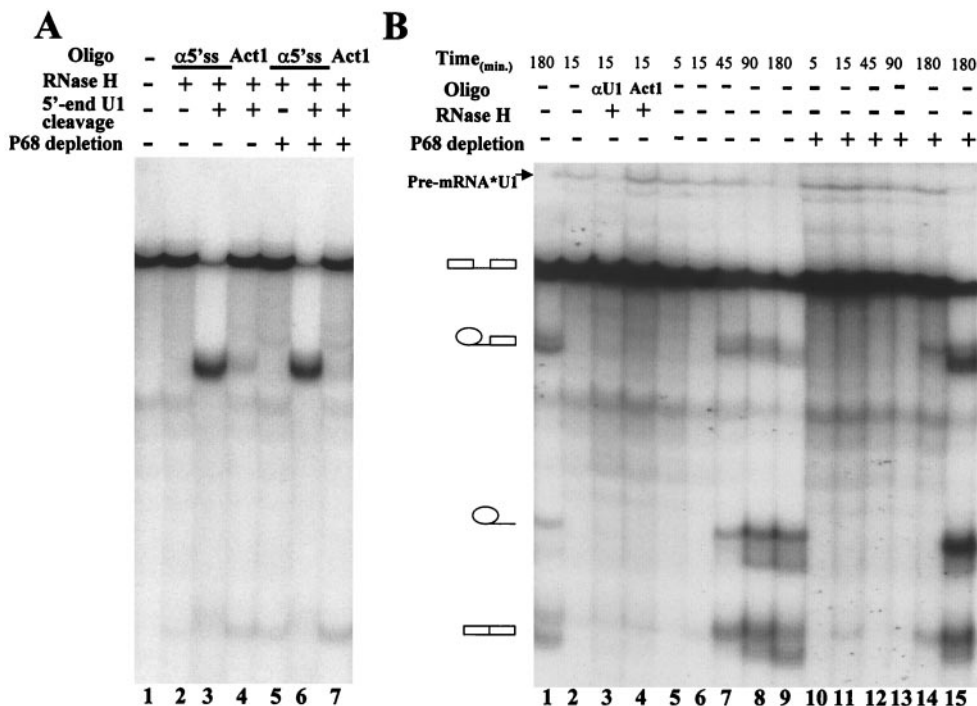 A
Oligo – α5'ss Act1 α5'ss Act1
RNase H – + + + + + +
5'-end U1 – – + + – + +
cleavage
P68 depletion – – – – + + +
1 2 3 4 5 6 7
B
Time(min.) 180 15 15 15 5 15 45 90 180 5 15 45 90 180 180
Oligo – – αU1 Act1 – – – – – – – – – – –
RNase H – – + + – – – – – – – – – – –
P68 depletion – – – – – – – – – + + + + + +
Pre-mRNA*U1
1 2 3 4 5 6 7 8 9 10 11 12 13 14 15